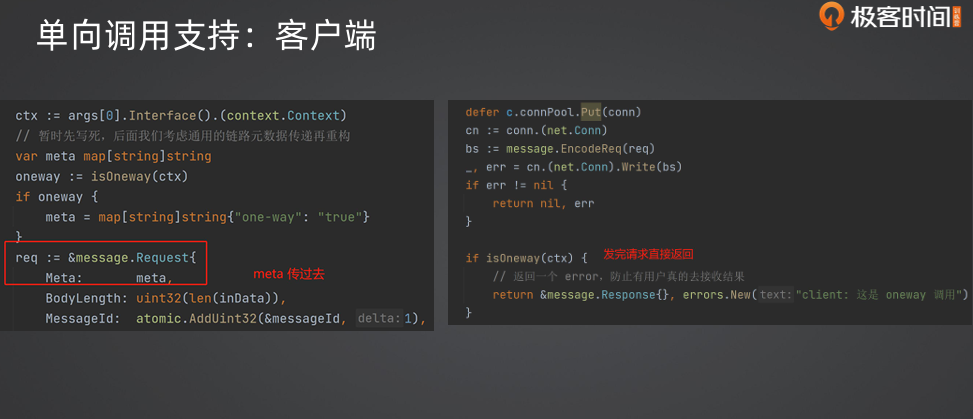 单向调用支持：客户端
极客时间
训练营
ctx := args[0].Interface().(context.Context)
// 暂时先写死，后面我们考虑通用的链路元数据传递再重构
var meta map[string]string
oneway := isOneway(ctx)
if oneway {
meta = map[string]string{"one-way": "true"}
}
req := &message.Request{
Meta: meta,
BodyLength: uint32(len(inData)),
MessageId: atomic.AddUint32(&messageId, delta: 1),
meta 传过去
defer c.connPool.Put(conn)
cn := conn.(net.Conn)
bs := message.EncodeReq(req)
_, err = cn.(net.Conn).Write(bs)
if err != nil {
return nil, err
}
if isOneway(ctx) {
发完请求直接返回
// 返回一个 error，防止有用户真的去接收结果
return &message.Response{}, errors.New(text: "client: 这是 oneway 调用")
}